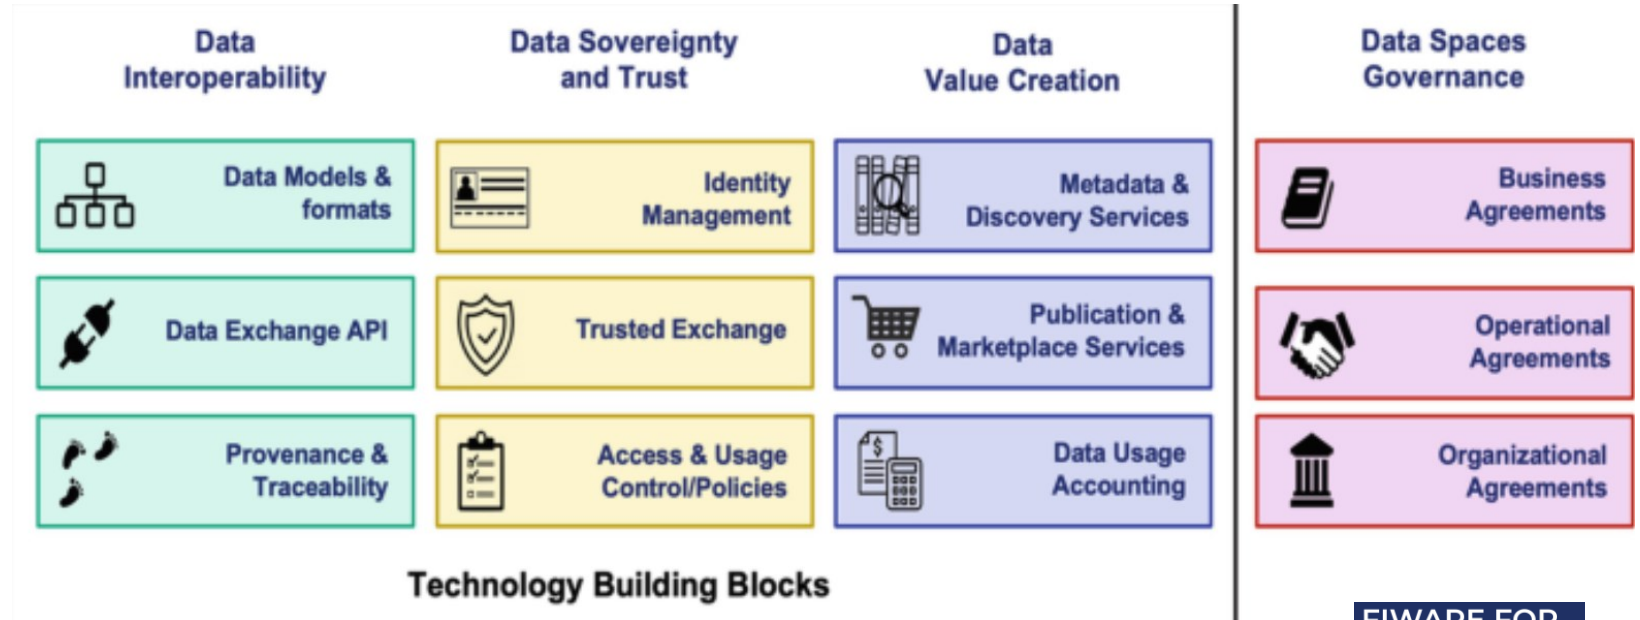 Data
Interoperability
Data Sovereignty
and Trust
Data
Value Creation
Data Spaces
Governance
Data Models &
formats
Identity
Management
Metadata &
Discovery Services
Business
Agreements
Data Exchange API
Trusted Exchange
Publication &
Marketplace Services
Operational
Agreements
Provenance &
Traceability
Access & Usage
Control/Policies
$
Data Usage
Accounting
Organizational
Agreements
Technology Building Blocks
FIWARE FOR